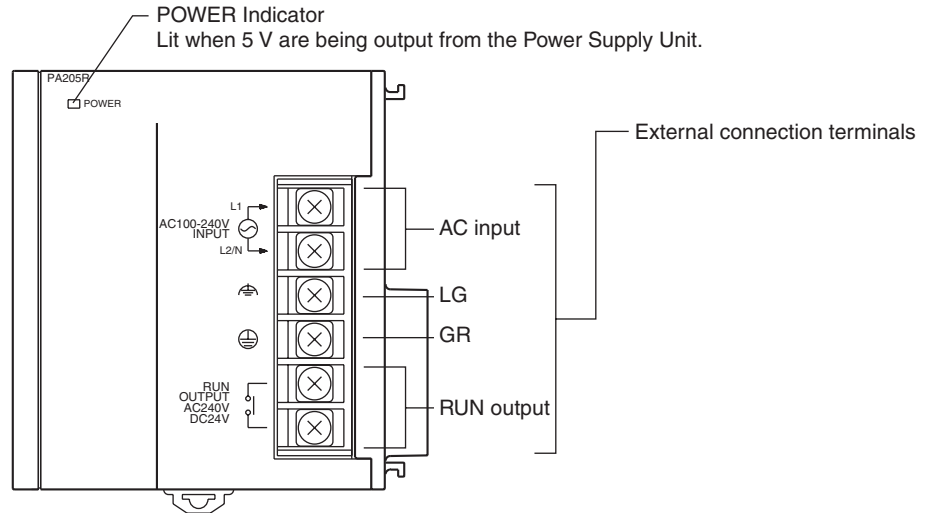 POWER Indicator
Lit when 5 V are being output from the Power Supply Unit.
PA205R
POWER
External connection terminals
L1
AC100-240V
INPUT
L2/N
AC input
LG
GR
RUN
OUTPUT
AC240V
DC24V
RUN output